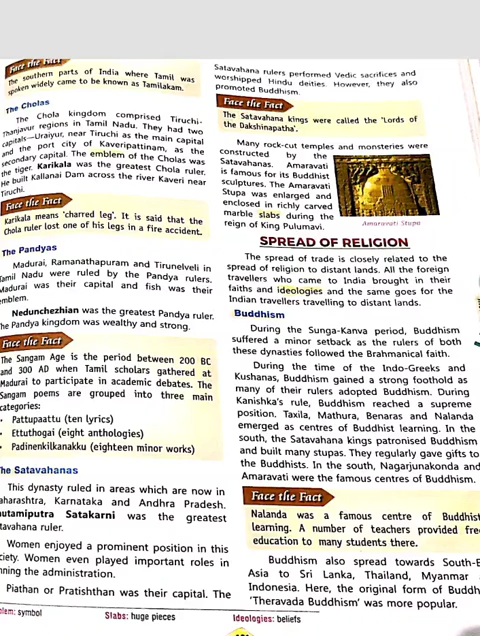 Face the Fact
The southern parts of India where Tamil was
spoken widely came to be known as Tamilakam.
The Cholas
The Chola kingdom comprised Tiruchi-
Thanjavur regions in Tamil Nadu. They had two
capitals—Uraiyur, near Tiruchi as the main capital
and the port city of Kaveripattinam, as the
secondary capital. The emblem of the Cholas was
the tiger. Karikala was the greatest Chola ruler.
He built Kallanai Dam across the river Kaveri near
Tiruchi.
Face the Fact
Karikala means 'charred leg'. It is said that the
Chola ruler lost one of his legs in a fire accident.
The Pandyas
Madurai, Ramanathapuram and Tirunelveli in
Tamil Nadu were ruled by the Pandya rulers.
Madurai was their capital and fish was their
emblem.
Nedunchezhian was the greatest Pandya ruler.
The Pandya kingdom was wealthy and strong.
Face the Fact
The Sangam Age is the period between 200 BC
and 300 AD when Tamil scholars gathered at
Madurai to participate in academic debates. The
Sangam poems are grouped into three main
categories:
• Pattupaattu (ten lyrics)
• Ettuthogai (eight anthologies)
• Padinenkilkanakku (eighteen minor works)
The Satavahanas
This dynasty ruled in areas which are now in
aharashtra, Karnataka and Andhra Pradesh.
autamiputra Satakarni was the greatest
tavahana ruler.
Women enjoyed a prominent position in this
ciety. Women even played important roles in
nning the administration.
Piathan or Pratishthan was their capital. The
Satavahana rulers performed Vedic sacrifices and
worshipped Hindu deities. However, they also
promoted Buddhism.
Face the Fact
The Satavahana kings were called the 'Lords of
the Dakshinapatha'.
Many rock-cut temples and monsteries were
constructed by the
Satavahanas. Amaravati
is famous for its Buddhist
sculptures. The Amaravati
Stupa was enlarged and
enclosed in richly carved
marble slabs during the
reign of King Pulumavi.
Amaravati Stupa
SPREAD OF RELIGION
The spread of trade is closely related to the
spread of religion to distant lands. All the foreign
travellers who came to India brought in their
faiths and ideologies and the same goes for the
Indian travellers travelling to distant lands.
Buddhism
During the Sunga-Kanva period, Buddhism
suffered a minor setback as the rulers of both
these dynasties followed the Brahmanical faith.
During the time of the Indo-Greeks and
Kushanas, Buddhism gained a strong foothold as
many of their rulers adopted Buddhism. During
Kanishka's rule, Buddhism reached a supreme
position. Taxila, Mathura, Benaras and Nalanda
emerged as centres of Buddhist learning. In the
south, the Satavahana kings patronised Buddhism
and built many stupas. They regularly gave gifts to
the Buddhists. In the south, Nagarjunakonda and
Amaravati were the famous centres of Buddhism.
Face the Fact
Nalanda was a famous centre of Buddhist
learning. A number of teachers provided free
education to many students there.
Buddhism also spread towards South-E
Asia to Sri Lanka, Thailand, Myanmar
Indonesia. Here, the original form of Buddh
'Theravada Buddhism' was more popular.
lem: symbol Slabs: huge pieces Ideologies: beliefs